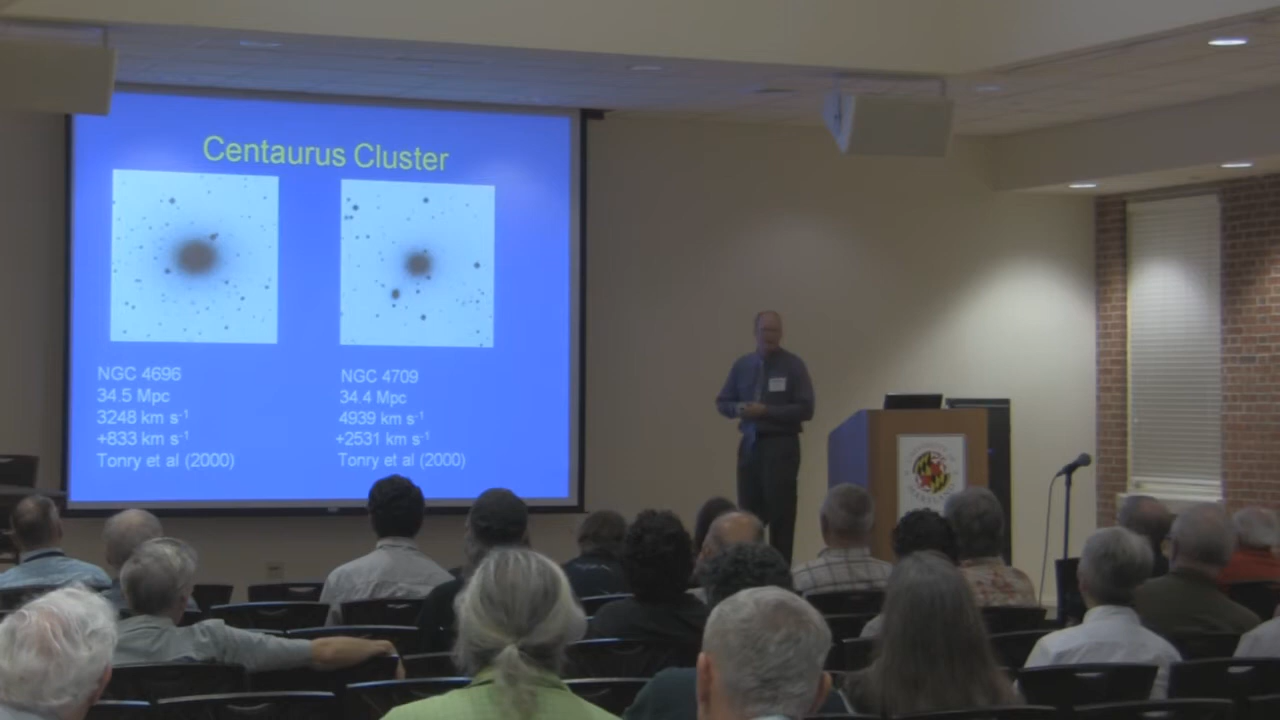 Centaurus Cluster
NGC 4696
34.5 Mpc
3248 km s⁻¹
+833 km s⁻¹
Tonry et al (2000)
NGC 4709
34.4 Mpc
4939 km s⁻¹
+2531 km s⁻¹
Tonry et al (2000)
MARYLAND